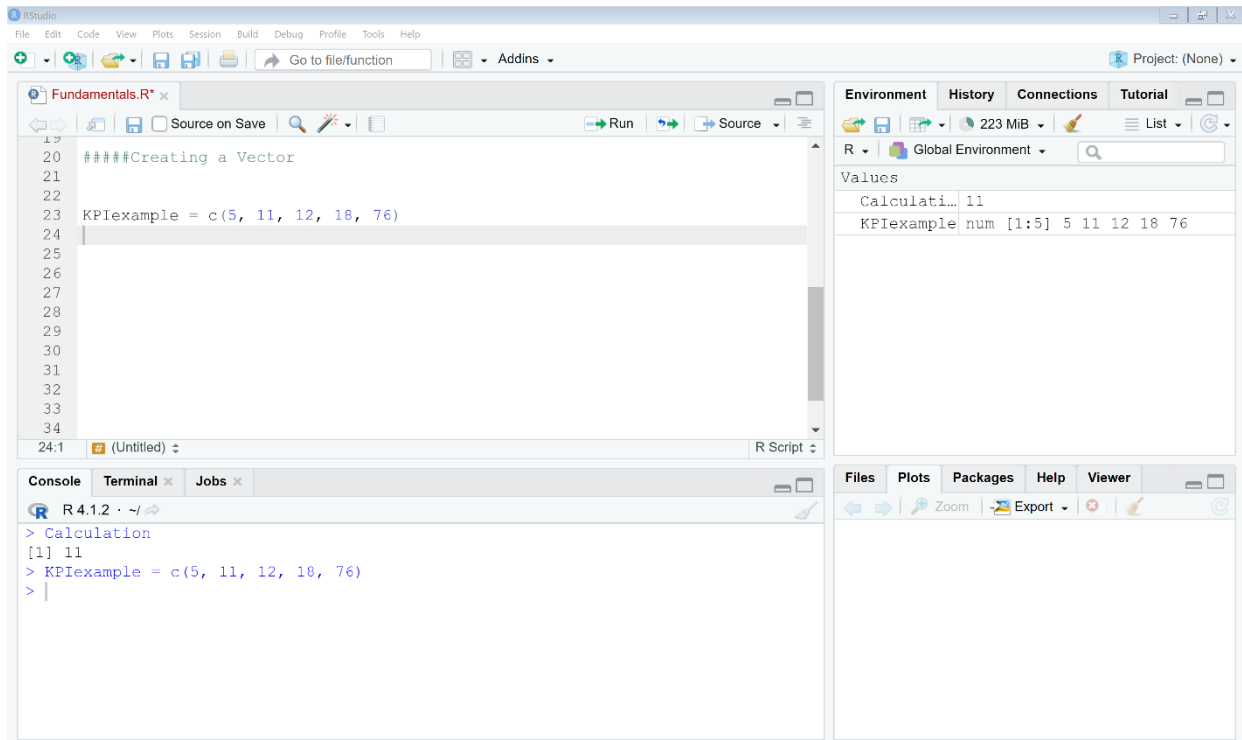 RStudio
File Edit Code View Plots Session Build Debug Profile Tools Help
Go to file/function Addins Project: (None)
Fundamentals.R*
Source on Save Run Source
19
20 #####Creating a Vector
21
22
23 KPIexample = c(5, 11, 12, 18, 76)
24
25
26
27
28
29
30
31
32
33
34
24:1 # (Untitled) R Script
Console Terminal Jobs
R R 4.1.2 · ~/
> Calculation
[1] 11
> KPIexample = c(5, 11, 12, 18, 76)
>
Environment History Connections Tutorial
223 MiB List
R Global Environment
Values
Calculati… 11
KPIexample num [1:5] 5 11 12 18 76
Files Plots Packages Help Viewer
Zoom Export